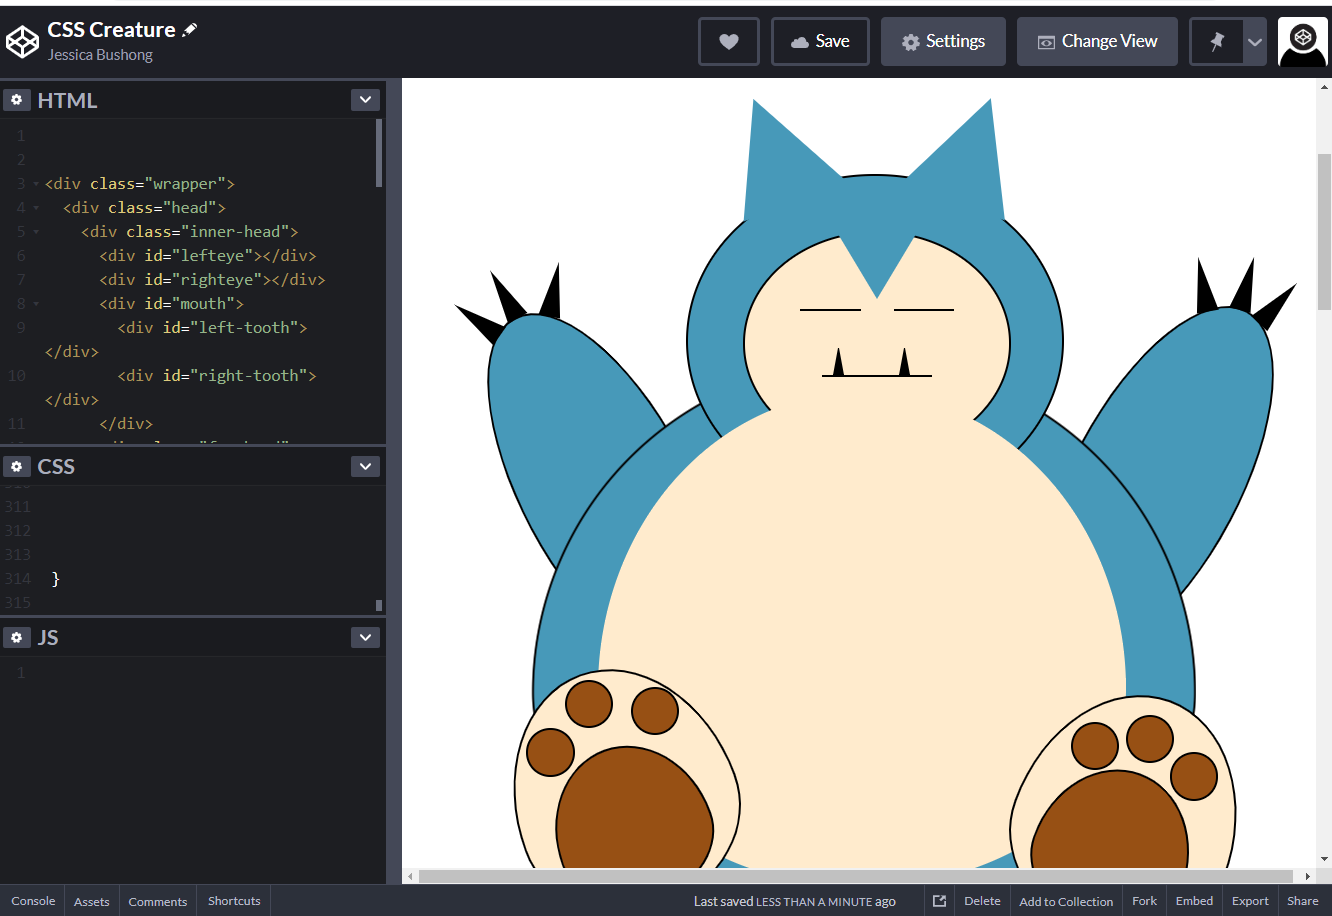 CSS Creature
Jessica Bushong
Save
Settings
Change View
HTML
1
2
3 <div class="wrapper">
4 <div class="head">
5 <div class="inner-head">
6 <div id="lefteye"></div>
7 <div id="righteye"></div>
8 <div id="mouth">
9 <div id="left-tooth">
</div>
10 <div id="right-tooth">
</div>
11 </div>
CSS
311
312
313
314 }
315
JS
1
Console
Assets
Comments
Shortcuts
Last saved LESS THAN A MINUTE ago
Delete
Add to Collection
Fork
Embed
Export
Share